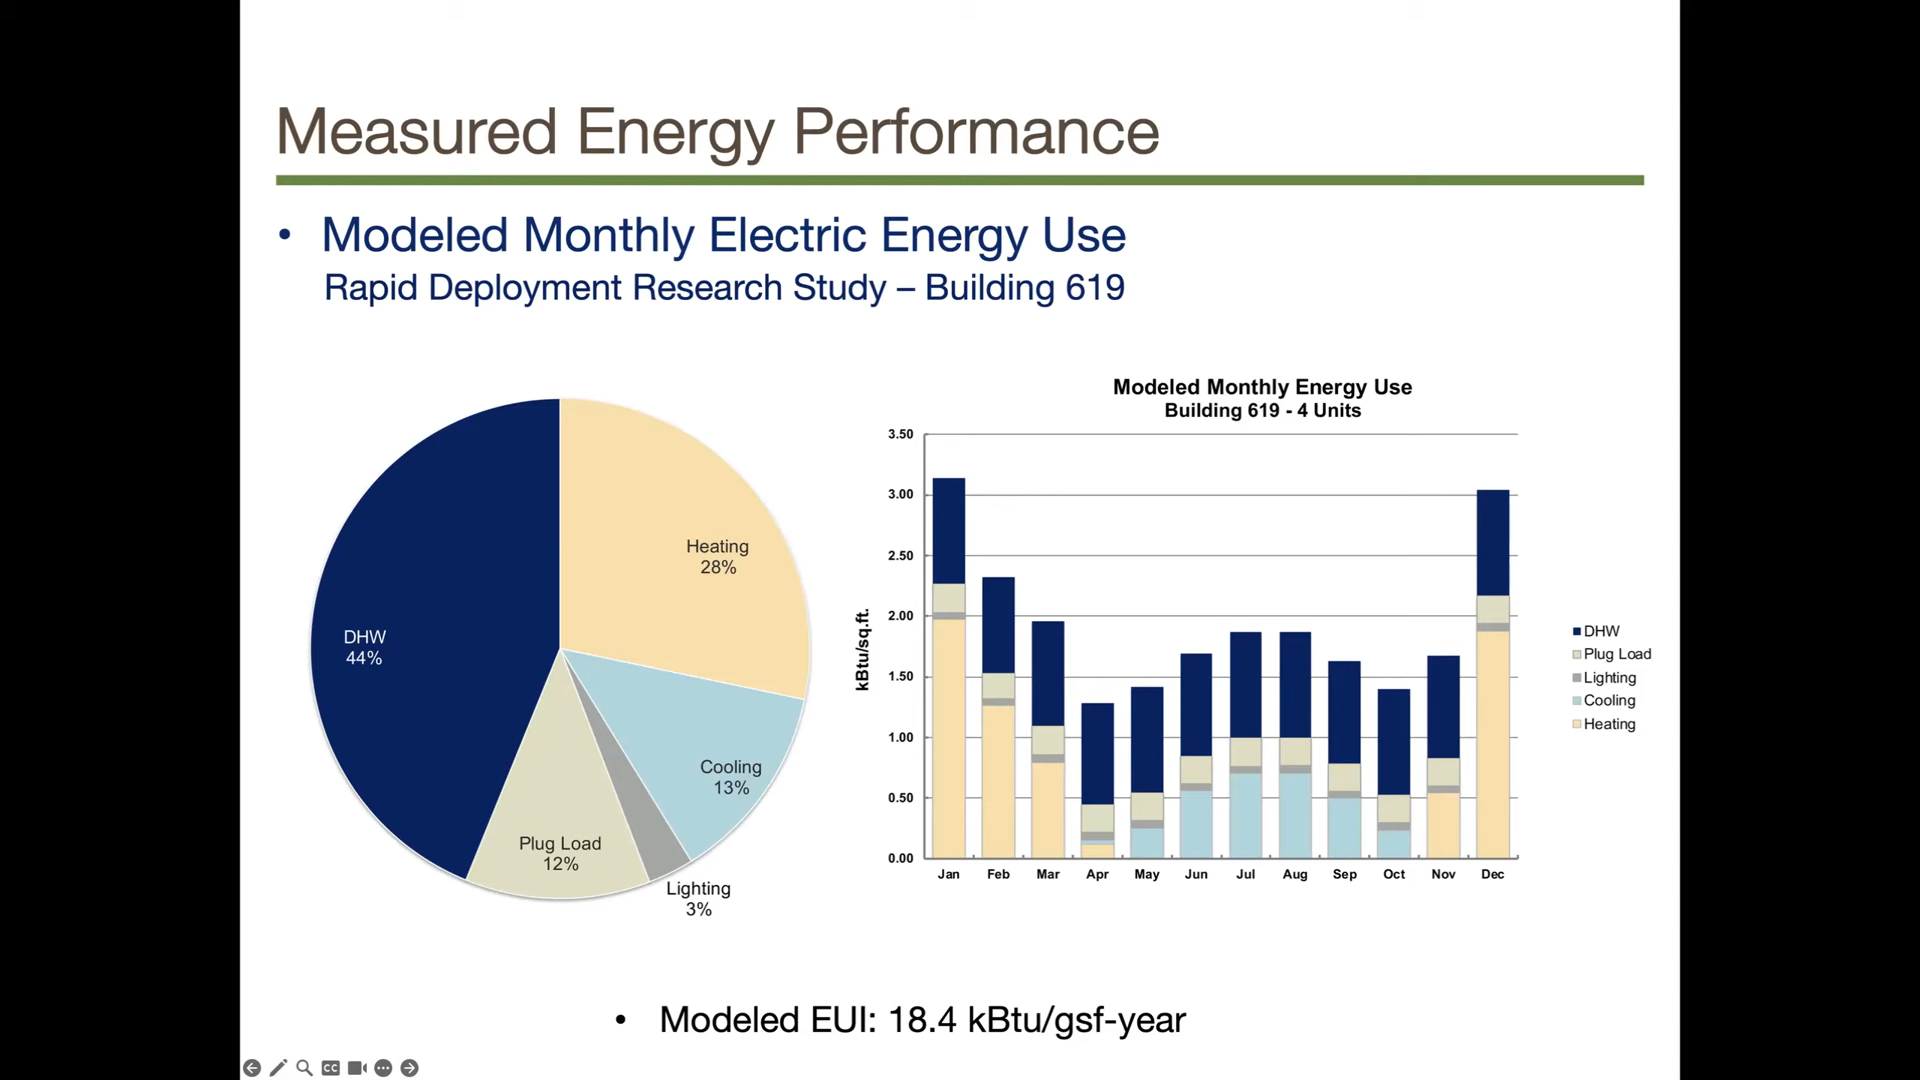 Measured Energy Performance
• Modeled Monthly Electric Energy Use
Rapid Deployment Research Study – Building 619
Heating
28%
DHW
44%
Cooling
13%
Plug Load
12%
Lighting
3%
Modeled Monthly Energy Use
Building 619 - 4 Units
kBtu/sq.ft.
3.50
3.00
2.50
2.00
1.50
1.00
0.50
0.00
Jan Feb Mar Apr May Jun Jul Aug Sep Oct Nov Dec
DHW
Plug Load
Lighting
Cooling
Heating
• Modeled EUI: 18.4 kBtu/gsf-year
CC